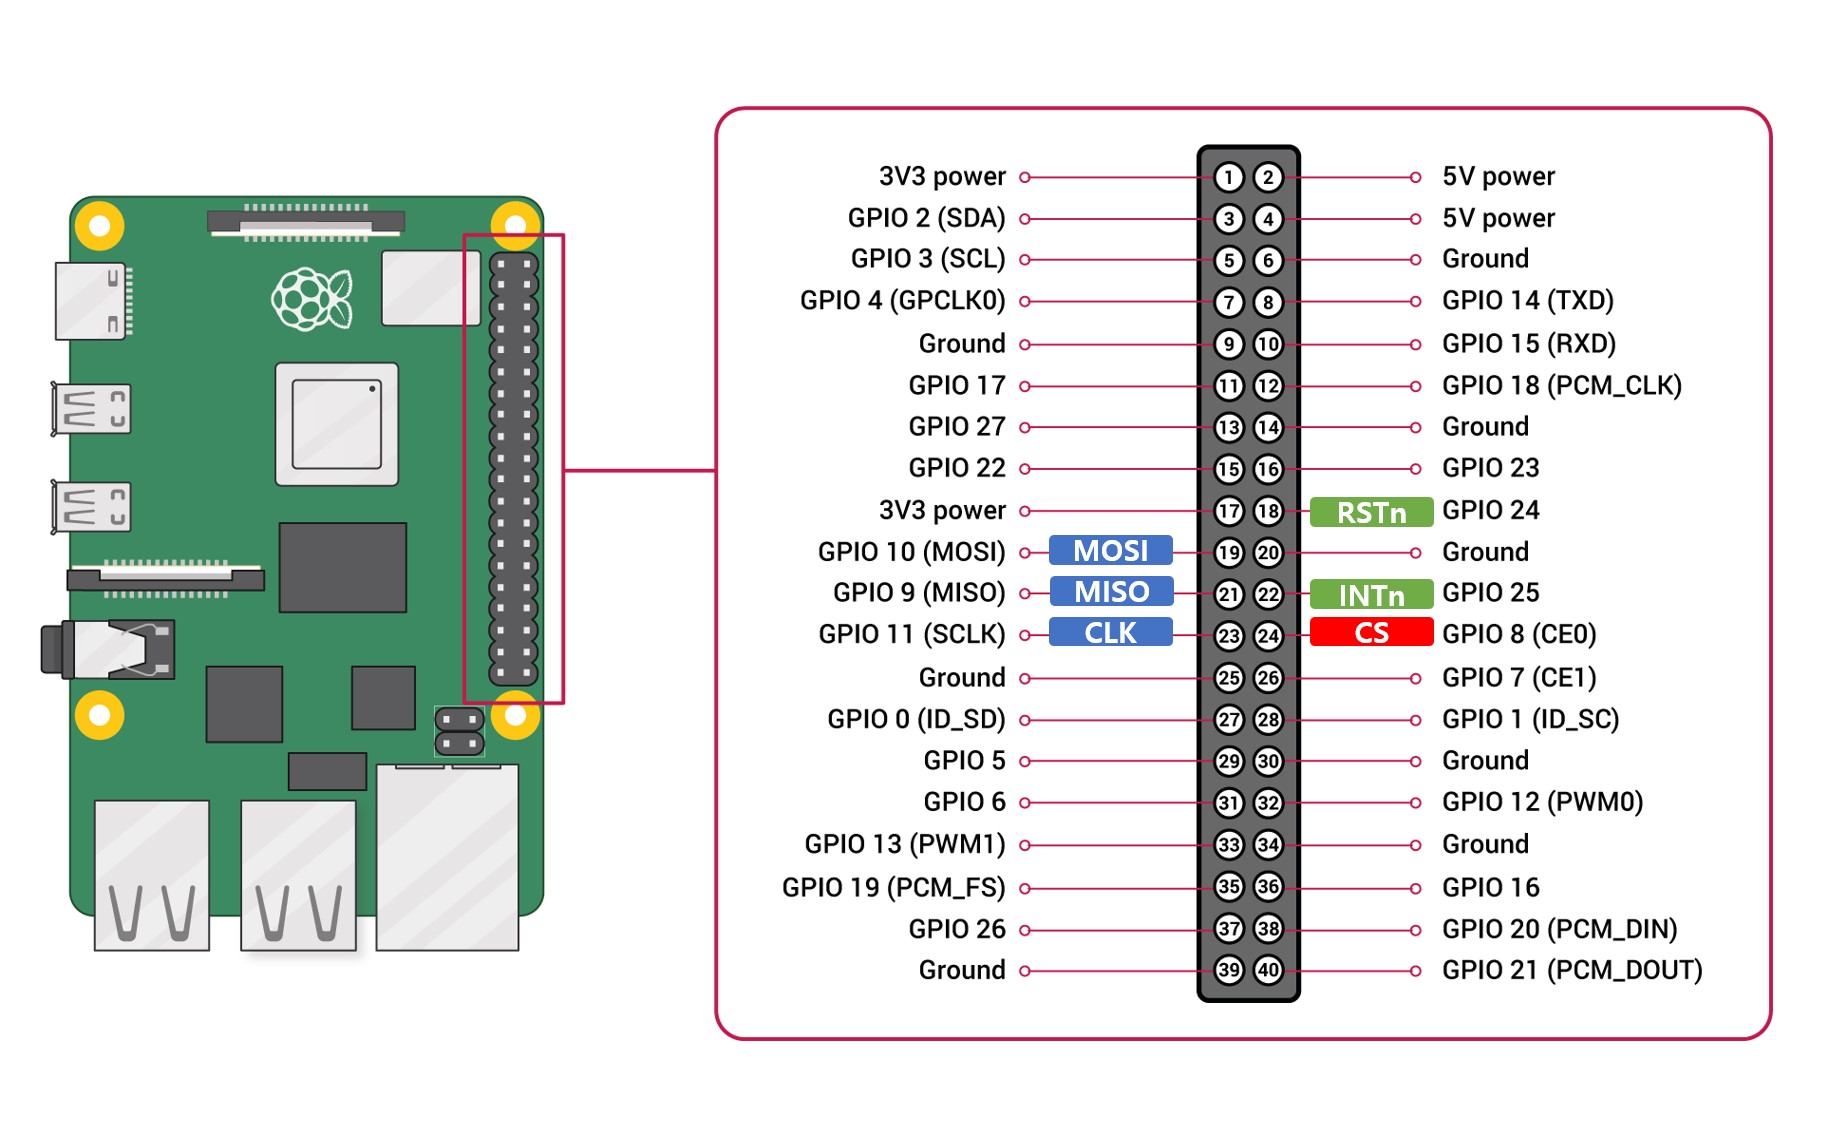 3V3 power 1 2 5V power
GPIO 2 (SDA) 3 4 5V power
GPIO 3 (SCL) 5 6 Ground
GPIO 4 (GPCLK0) 7 8 GPIO 14 (TXD)
Ground 9 10 GPIO 15 (RXD)
GPIO 17 11 12 GPIO 18 (PCM_CLK)
GPIO 27 13 14 Ground
GPIO 22 15 16 GPIO 23
3V3 power 17 18 RSTn GPIO 24
GPIO 10 (MOSI) MOSI 19 20 Ground
GPIO 9 (MISO) MISO 21 22 INTn GPIO 25
GPIO 11 (SCLK) CLK 23 24 CS GPIO 8 (CE0)
Ground 25 26 GPIO 7 (CE1)
GPIO 0 (ID_SD) 27 28 GPIO 1 (ID_SC)
GPIO 5 29 30 Ground
GPIO 6 31 32 GPIO 12 (PWM0)
GPIO 13 (PWM1) 33 34 Ground
GPIO 19 (PCM_FS) 35 36 GPIO 16
GPIO 26 37 38 GPIO 20 (PCM_DIN)
Ground 39 40 GPIO 21 (PCM_DOUT)